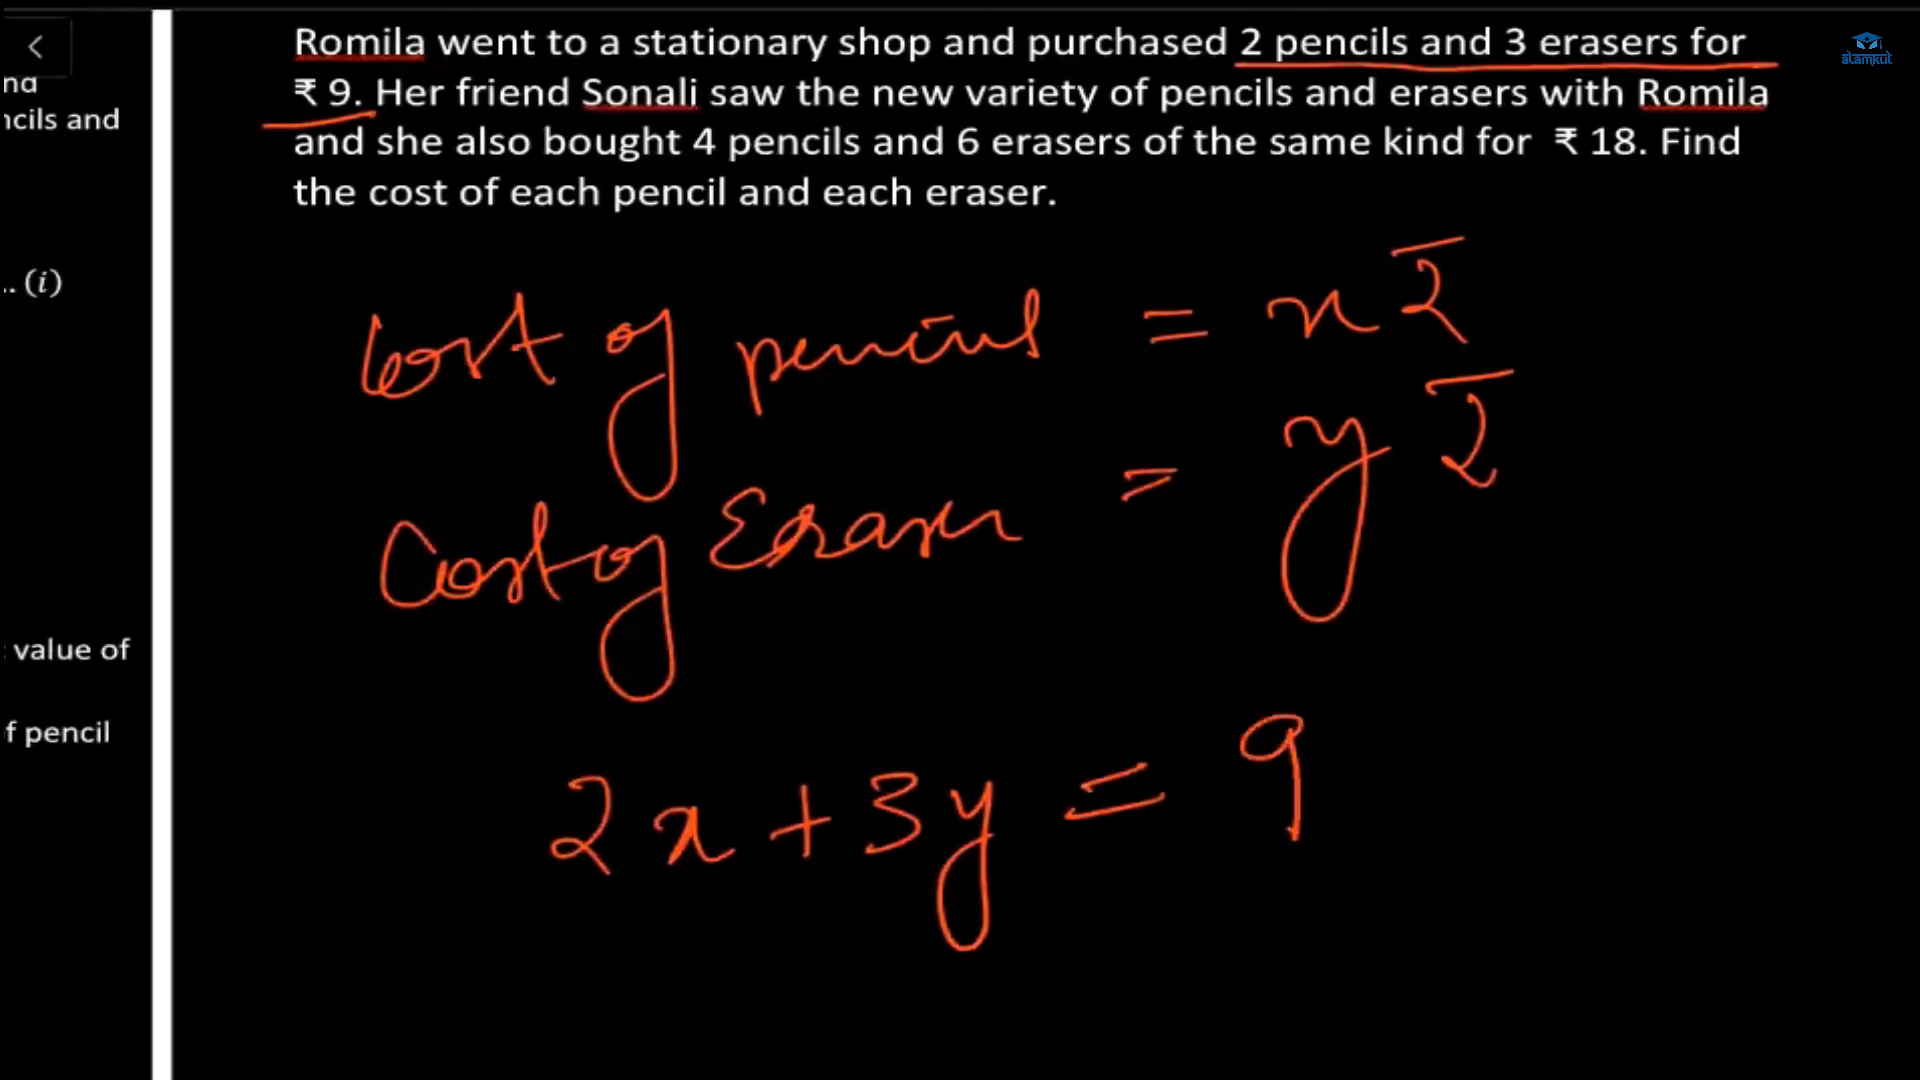 Romila went to a stationary shop and purchased 2 pencils and 3 erasers for
₹ 9. Her friend Sonali saw the new variety of pencils and erasers with Romila
and she also bought 4 pencils and 6 erasers of the same kind for ₹ 18. Find
the cost of each pencil and each eraser.
nd
ncils and
.. (i)
value of
f pencil
alamkut
Cost of pencil = x ₹
Cost of Eraser = y ₹
2x + 3y = 9